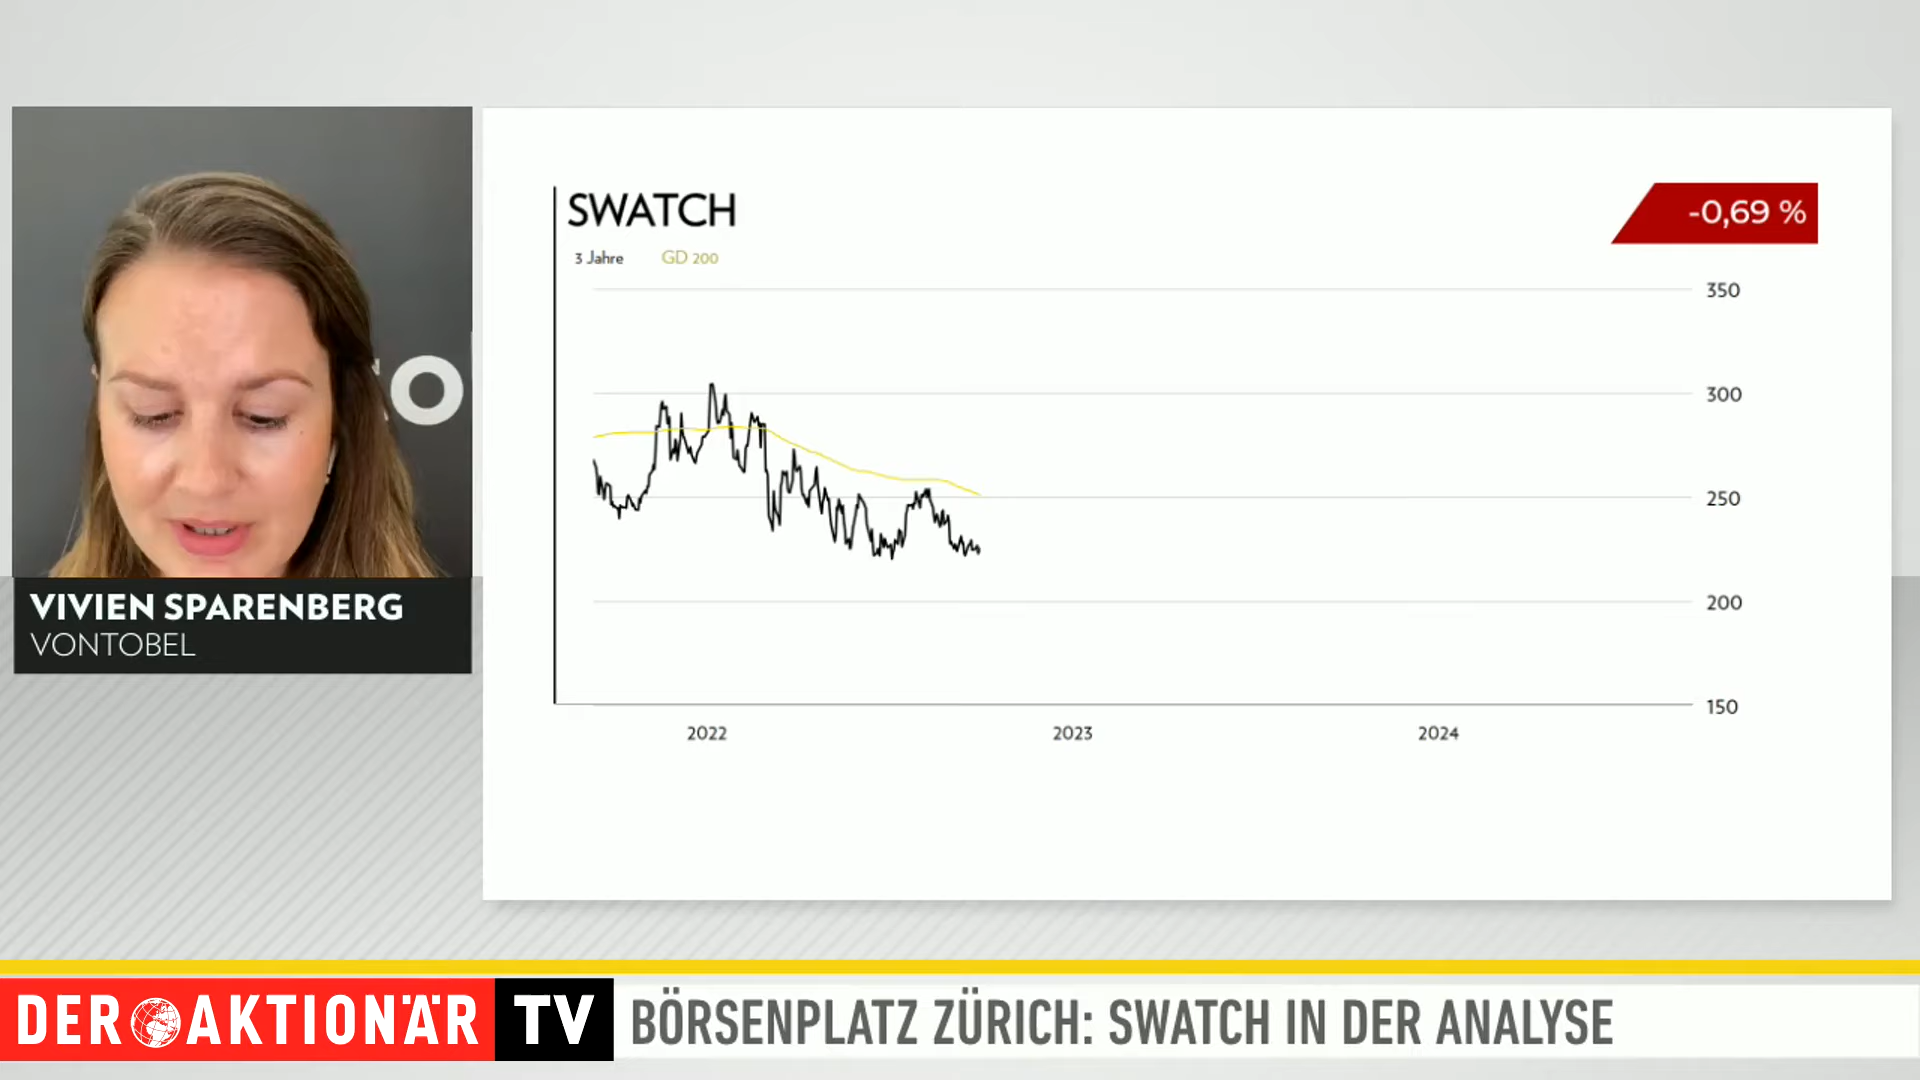 SWATCH
-0,69 %
3 Jahre GD 200
350
300
250
200
150
2022 2023 2024
O
VIVIEN SPARENBERG
VONTOBEL
DER AKTIONÄR TV
BÖRSENPLATZ ZÜRICH: SWATCH IN DER ANALYSE